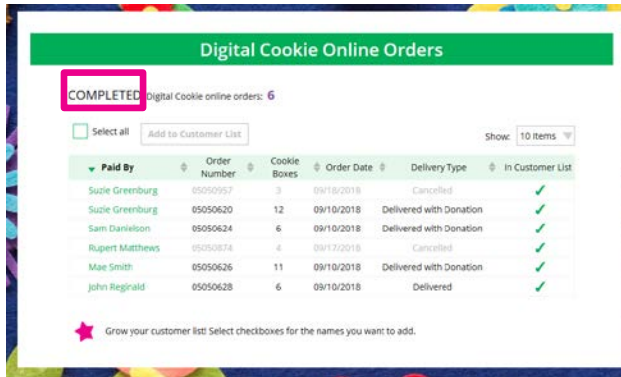 Digital Cookie Online Orders
COMPLETED Digital Cookie online orders: 6
Select all Add to Customer List Show: 10 Items
Paid By Order Number Cookie Boxes Order Date Delivery Type In Customer List
Suzie Greenburg 05050957 3 09/18/2018 Cancelled
Suzie Greenburg 05050620 12 09/10/2018 Delivered with Donation
Sam Danielson 05050624 6 09/10/2018 Delivered with Donation
Rupert Matthews 05050874 4 09/17/2018 Cancelled
Mae Smith 05050626 11 09/10/2018 Delivered with Donation
John Reginald 05050628 6 09/10/2018 Delivered
Grow your customer list! Select checkboxes for the names you want to add.